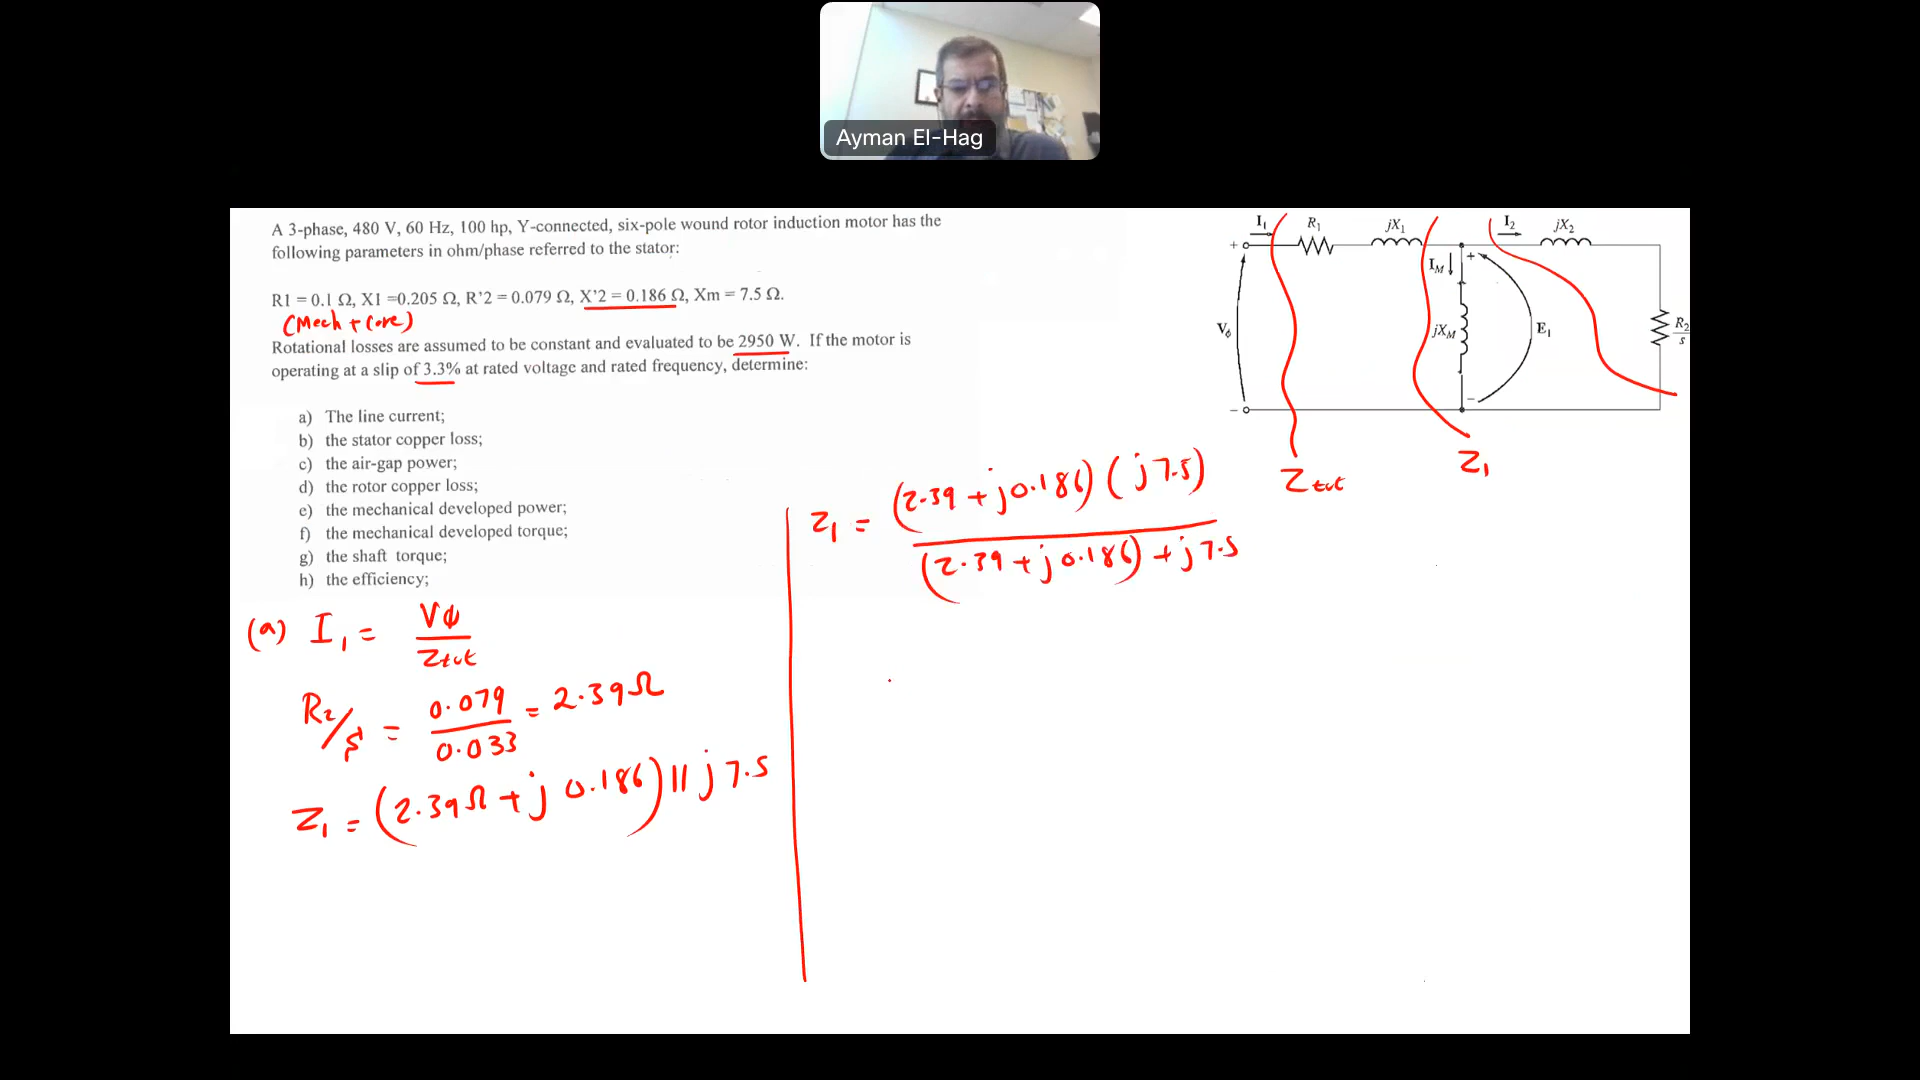 Ayman El-Hag
A 3-phase, 480 V, 60 Hz, 100 hp, Y-connected, six-pole wound rotor induction motor has the
following parameters in ohm/phase referred to the stator:
R1 = 0.1 Ω, X1 =0.205 Ω, R'2 = 0.079 Ω, X'2 = 0.186 Ω, Xm = 7.5 Ω.
(Mech + Core)
Rotational losses are assumed to be constant and evaluated to be 2950 W. If the motor is
operating at a slip of 3.3% at rated voltage and rated frequency, determine:
a) The line current;
b) the stator copper loss;
c) the air-gap power;
d) the rotor copper loss;
e) the mechanical developed power;
f) the mechanical developed torque;
g) the shaft torque;
h) the efficiency;
I1 R1 jX1 I2 jX2
+ IM +
Vϕ jXM E1 R2/s
- -
Ztot Z1
(a) I1 = Vϕ / Ztot
R2/s = 0.079 / 0.033 = 2.39 Ω
Z1 = (2.39 Ω + j 0.186) || j 7.5
Z1 = (2.39 + j0.186) (j 7.5)
(2.39 + j 0.186) + j 7.5